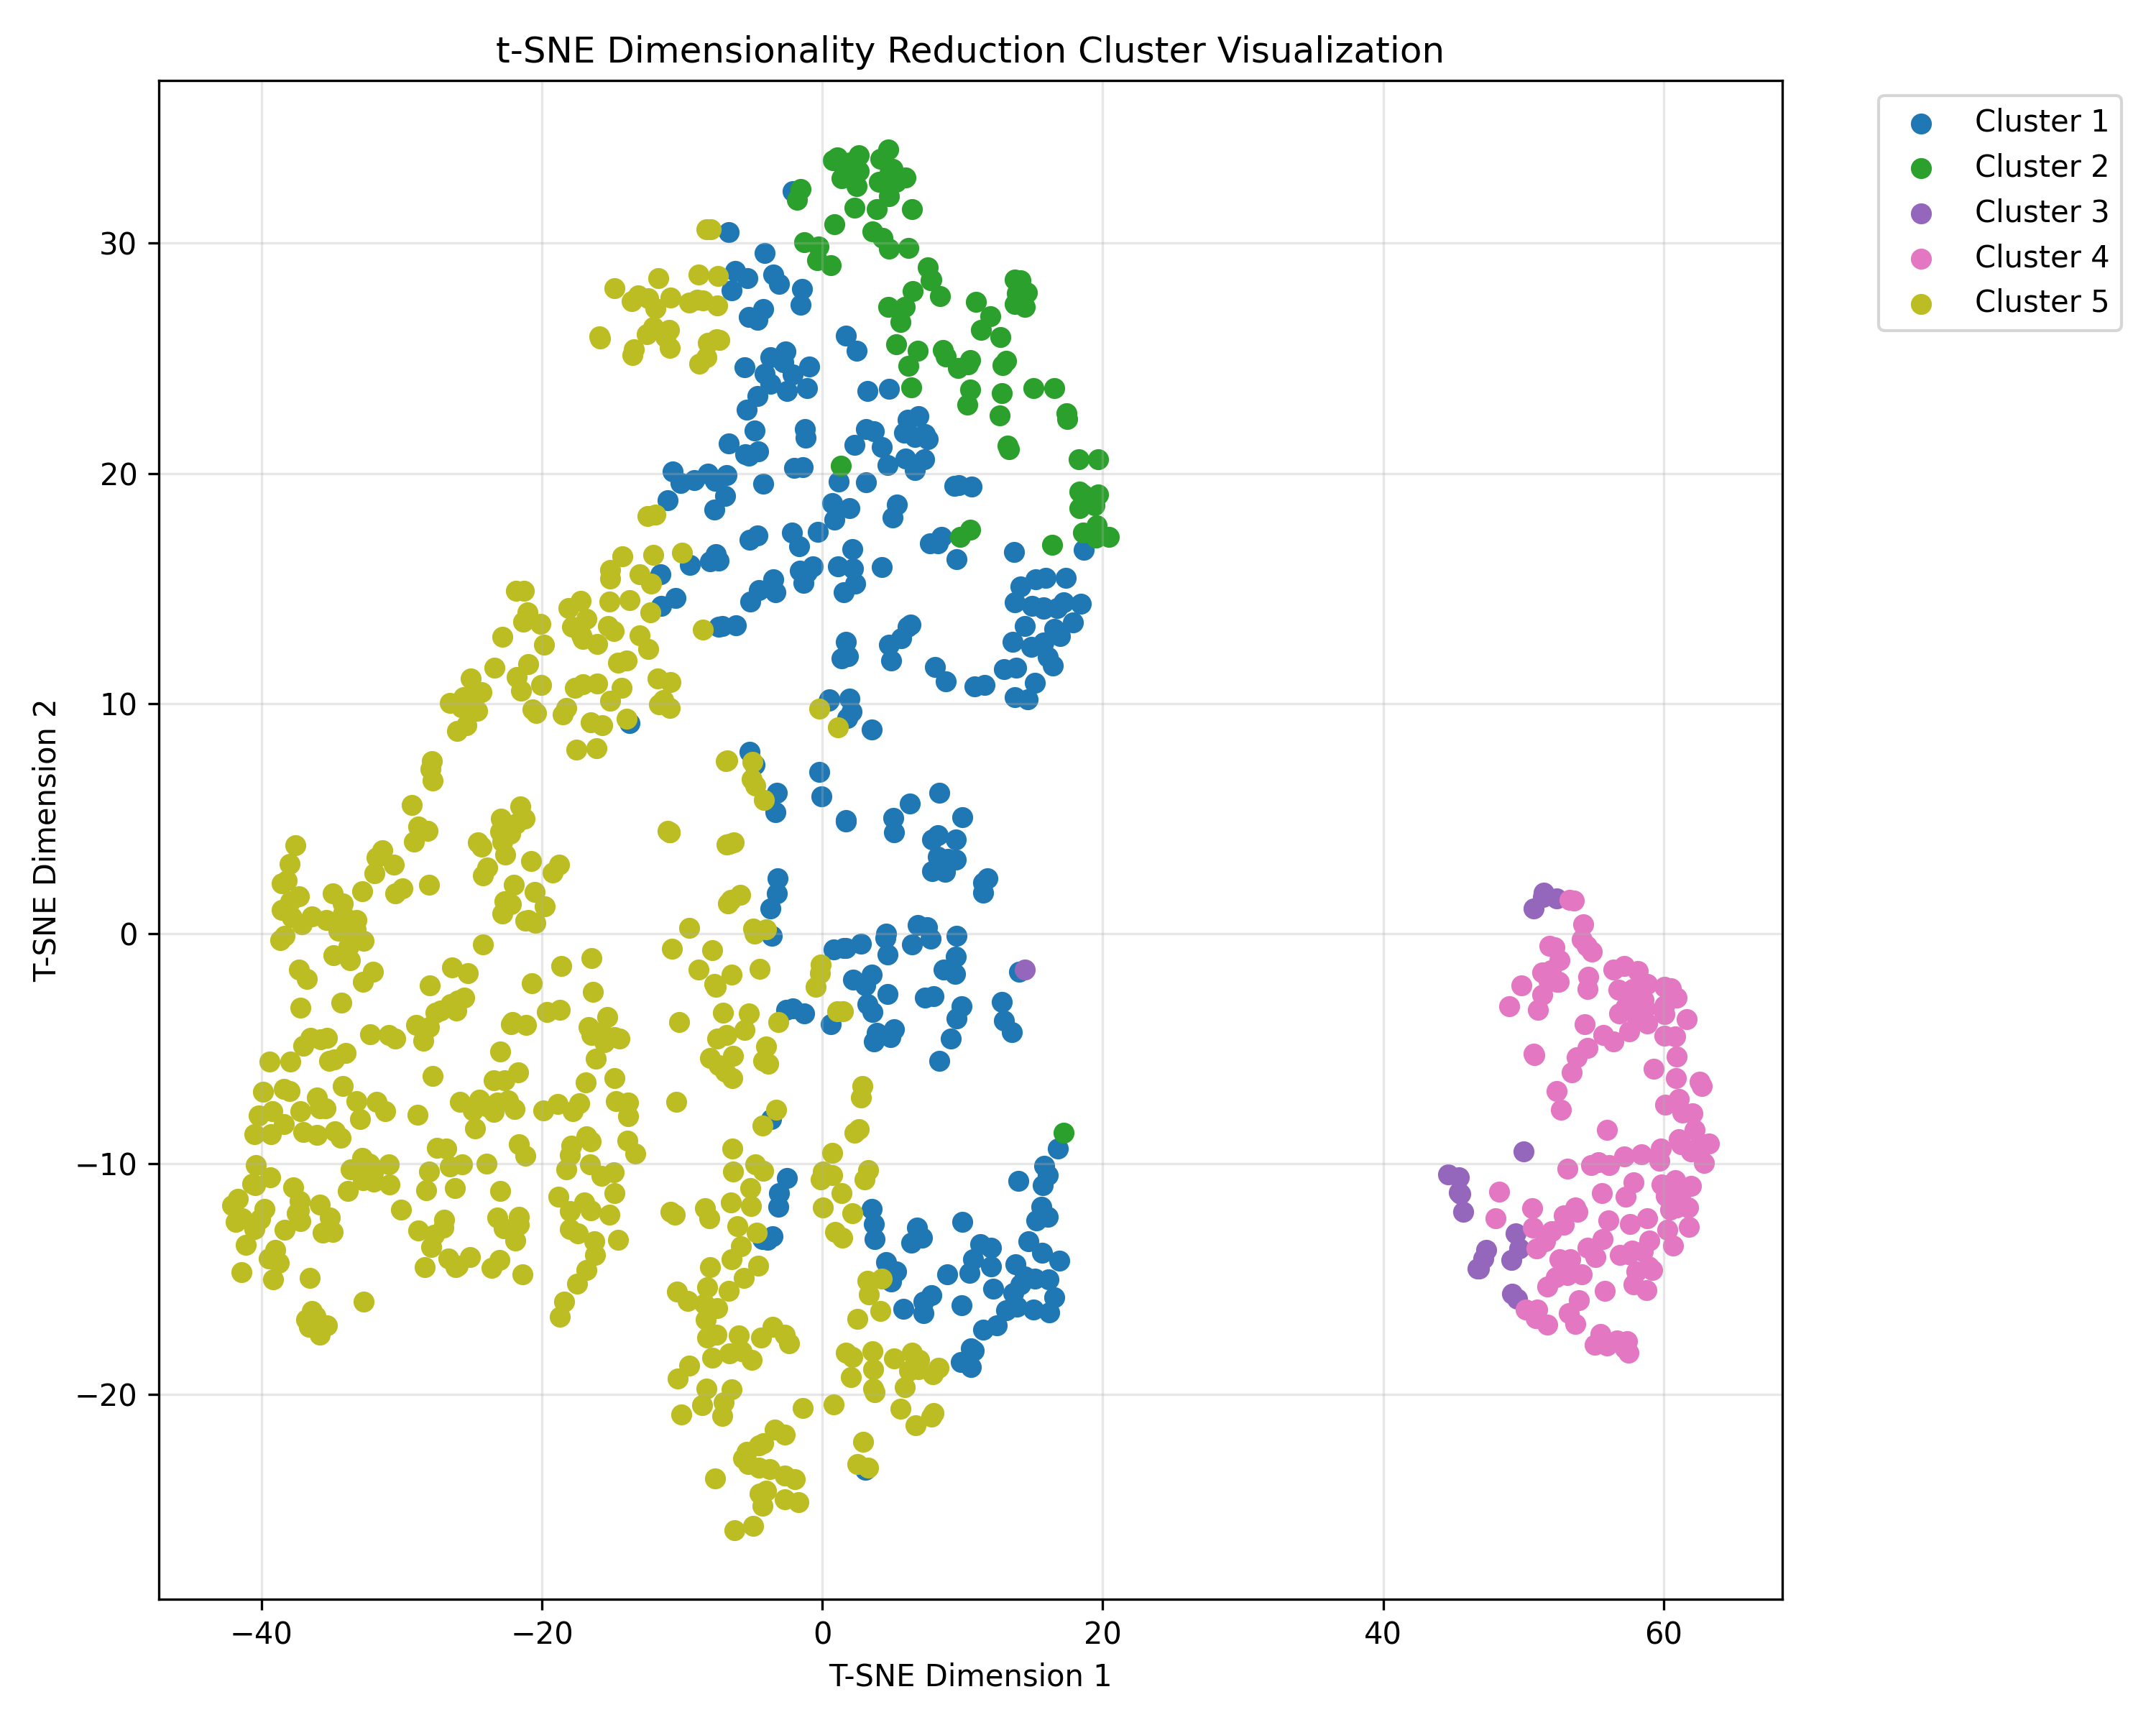 t-SNE Dimensionality Reduction Cluster Visualization
Cluster 1
Cluster 2
Cluster 3
Cluster 4
Cluster 5
T-SNE Dimension 2
30
20
10
0
−10
−20
−40
−20
0
20
40
60
T-SNE Dimension 1